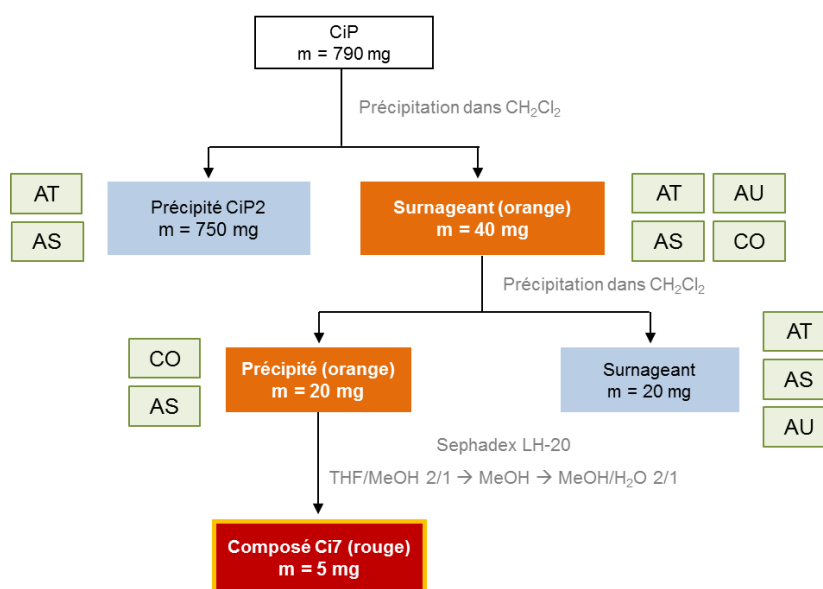 CiP
m = 790 mg
Précipitation dans CH₂Cl₂
AT
AS
Précipité CiP2
m = 750 mg
Surnageant (orange)
m = 40 mg
AT
AU
AS
CO
Précipitation dans CH₂Cl₂
CO
AS
Précipité (orange)
m = 20 mg
Surnageant
m = 20 mg
AT
AS
AU
Sephadex LH-20
THF/MeOH 2/1 → MeOH → MeOH/H₂O 2/1
Composé Ci7 (rouge)
m = 5 mg